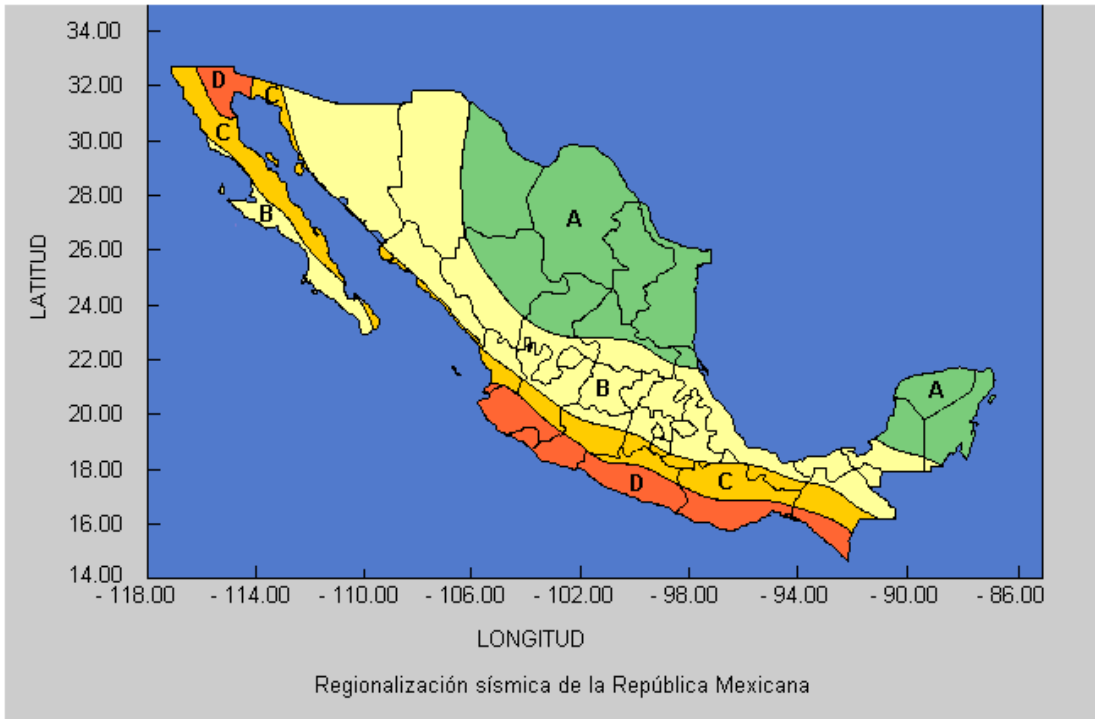 34.00
32.00
30.00
28.00
26.00
24.00
22.00
20.00
18.00
16.00
14.00
LATITUD
D
C
C
B
A
B
A
D
C
- 118.00 - 114.00 - 110.00 - 106.00 - 102.00 - 98.00 - 94.00 - 90.00 - 86.00
LONGITUD
Regionalización sísmica de la República Mexicana